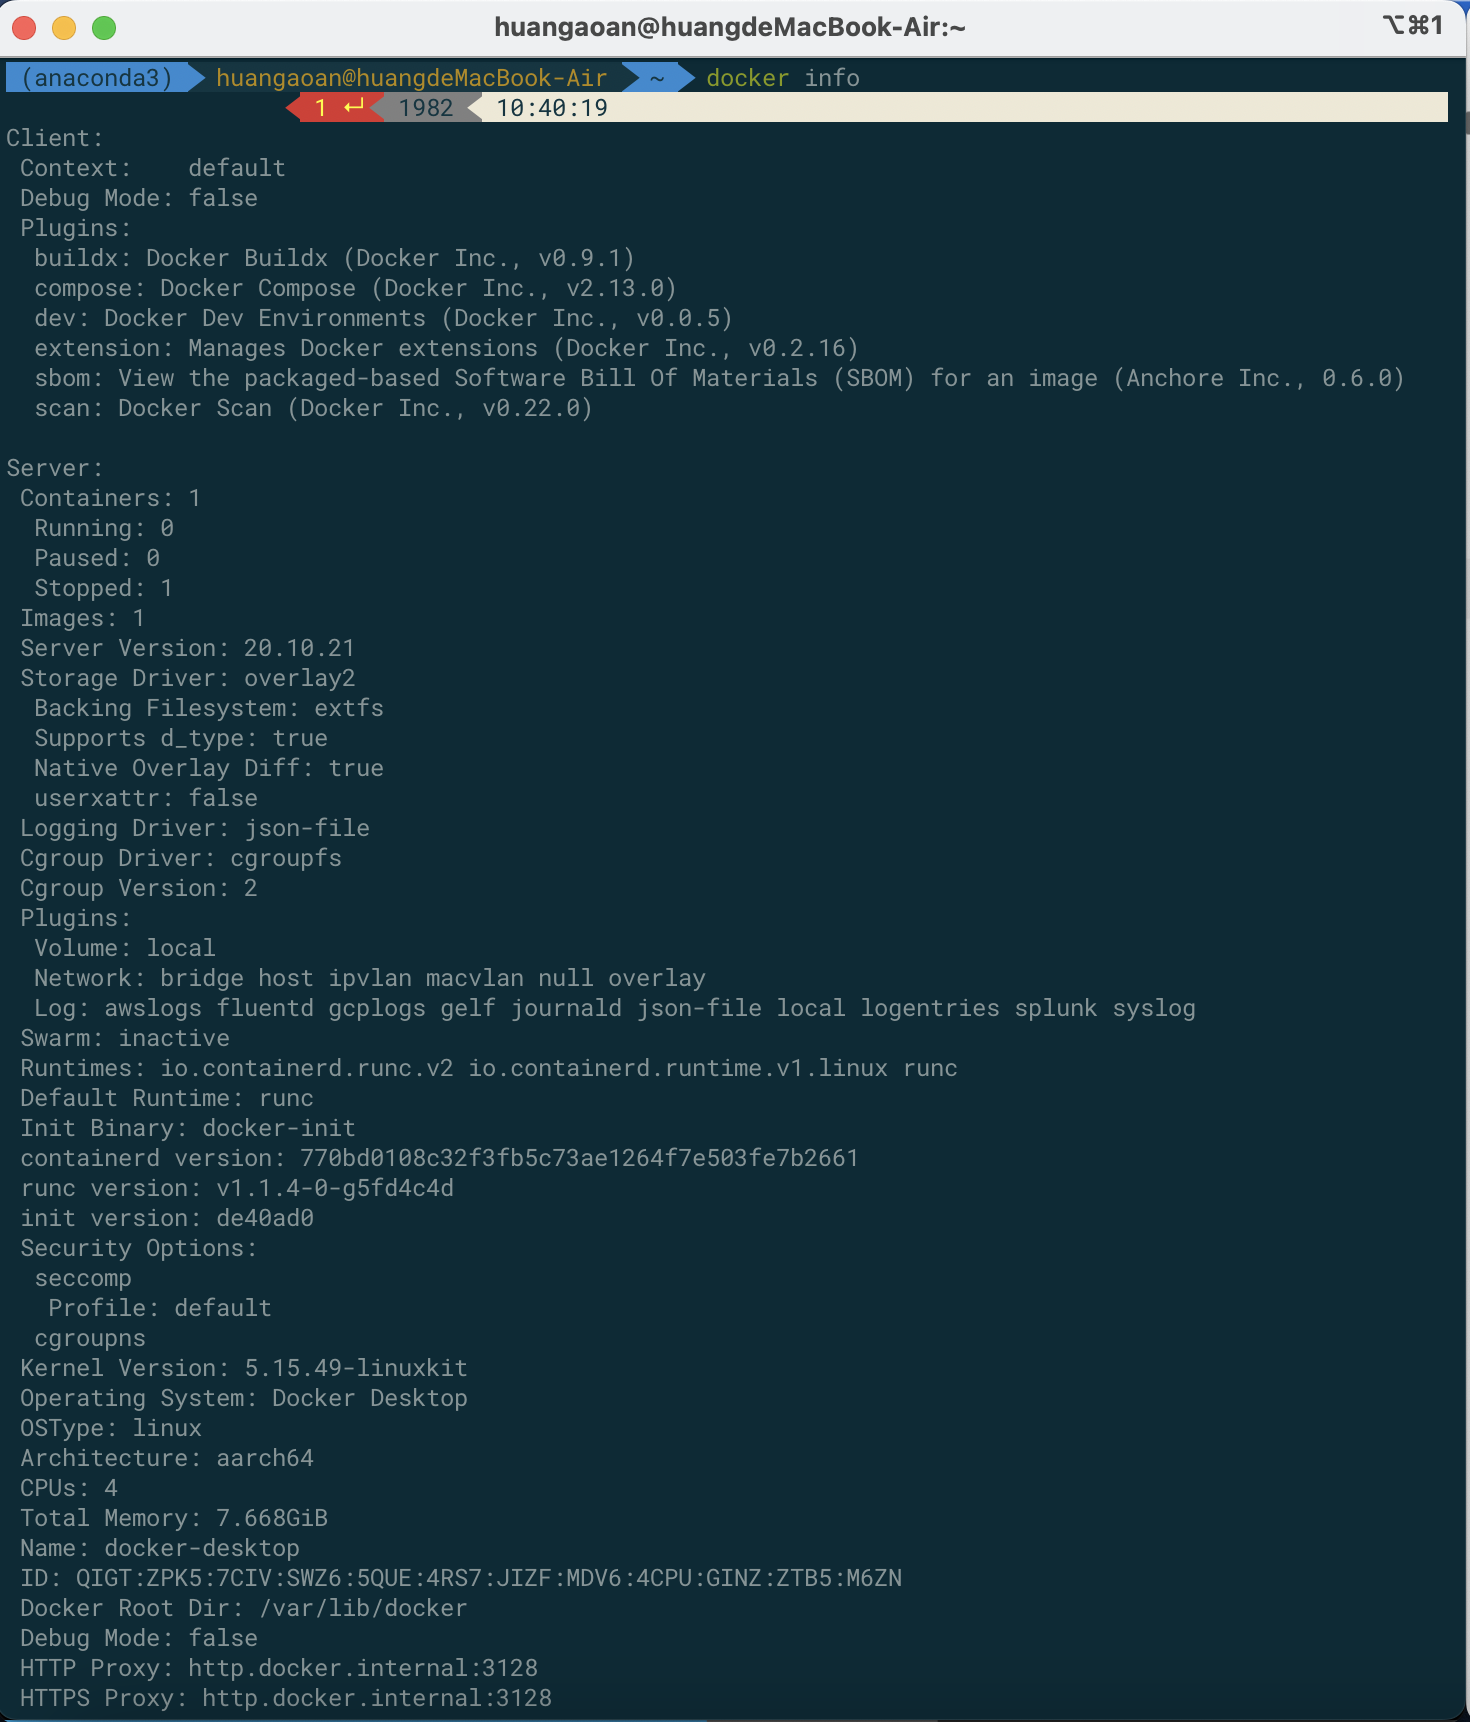 huangaoan@huangdeMacBook-Air:~ ⌥⌘1
(anaconda3) huangaoan@huangdeMacBook-Air ~ docker info
1 ↵ 1982 10:40:19
Client:
Context:    default
Debug Mode: false
Plugins:
buildx: Docker Buildx (Docker Inc., v0.9.1)
compose: Docker Compose (Docker Inc., v2.13.0)
dev: Docker Dev Environments (Docker Inc., v0.0.5)
extension: Manages Docker extensions (Docker Inc., v0.2.16)
sbom: View the packaged-based Software Bill Of Materials (SBOM) for an image (Anchore Inc., 0.6.0)
scan: Docker Scan (Docker Inc., v0.22.0)
Server:
Containers: 1
Running: 0
Paused: 0
Stopped: 1
Images: 1
Server Version: 20.10.21
Storage Driver: overlay2
Backing Filesystem: extfs
Supports d_type: true
Native Overlay Diff: true
userxattr: false
Logging Driver: json-file
Cgroup Driver: cgroupfs
Cgroup Version: 2
Plugins:
Volume: local
Network: bridge host ipvlan macvlan null overlay
Log: awslogs fluentd gcplogs gelf journald json-file local logentries splunk syslog
Swarm: inactive
Runtimes: io.containerd.runc.v2 io.containerd.runtime.v1.linux runc
Default Runtime: runc
Init Binary: docker-init
containerd version: 770bd0108c32f3fb5c73ae1264f7e503fe7b2661
runc version: v1.1.4-0-g5fd4c4d
init version: de40ad0
Security Options:
seccomp
Profile: default
cgroupns
Kernel Version: 5.15.49-linuxkit
Operating System: Docker Desktop
OSType: linux
Architecture: aarch64
CPUs: 4
Total Memory: 7.668GiB
Name: docker-desktop
ID: QIGT:ZPK5:7CIV:SWZ6:5QUE:4RS7:JIZF:MDV6:4CPU:GINZ:ZTB5:M6ZN
Docker Root Dir: /var/lib/docker
Debug Mode: false
HTTP Proxy: http.docker.internal:3128
HTTPS Proxy: http.docker.internal:3128